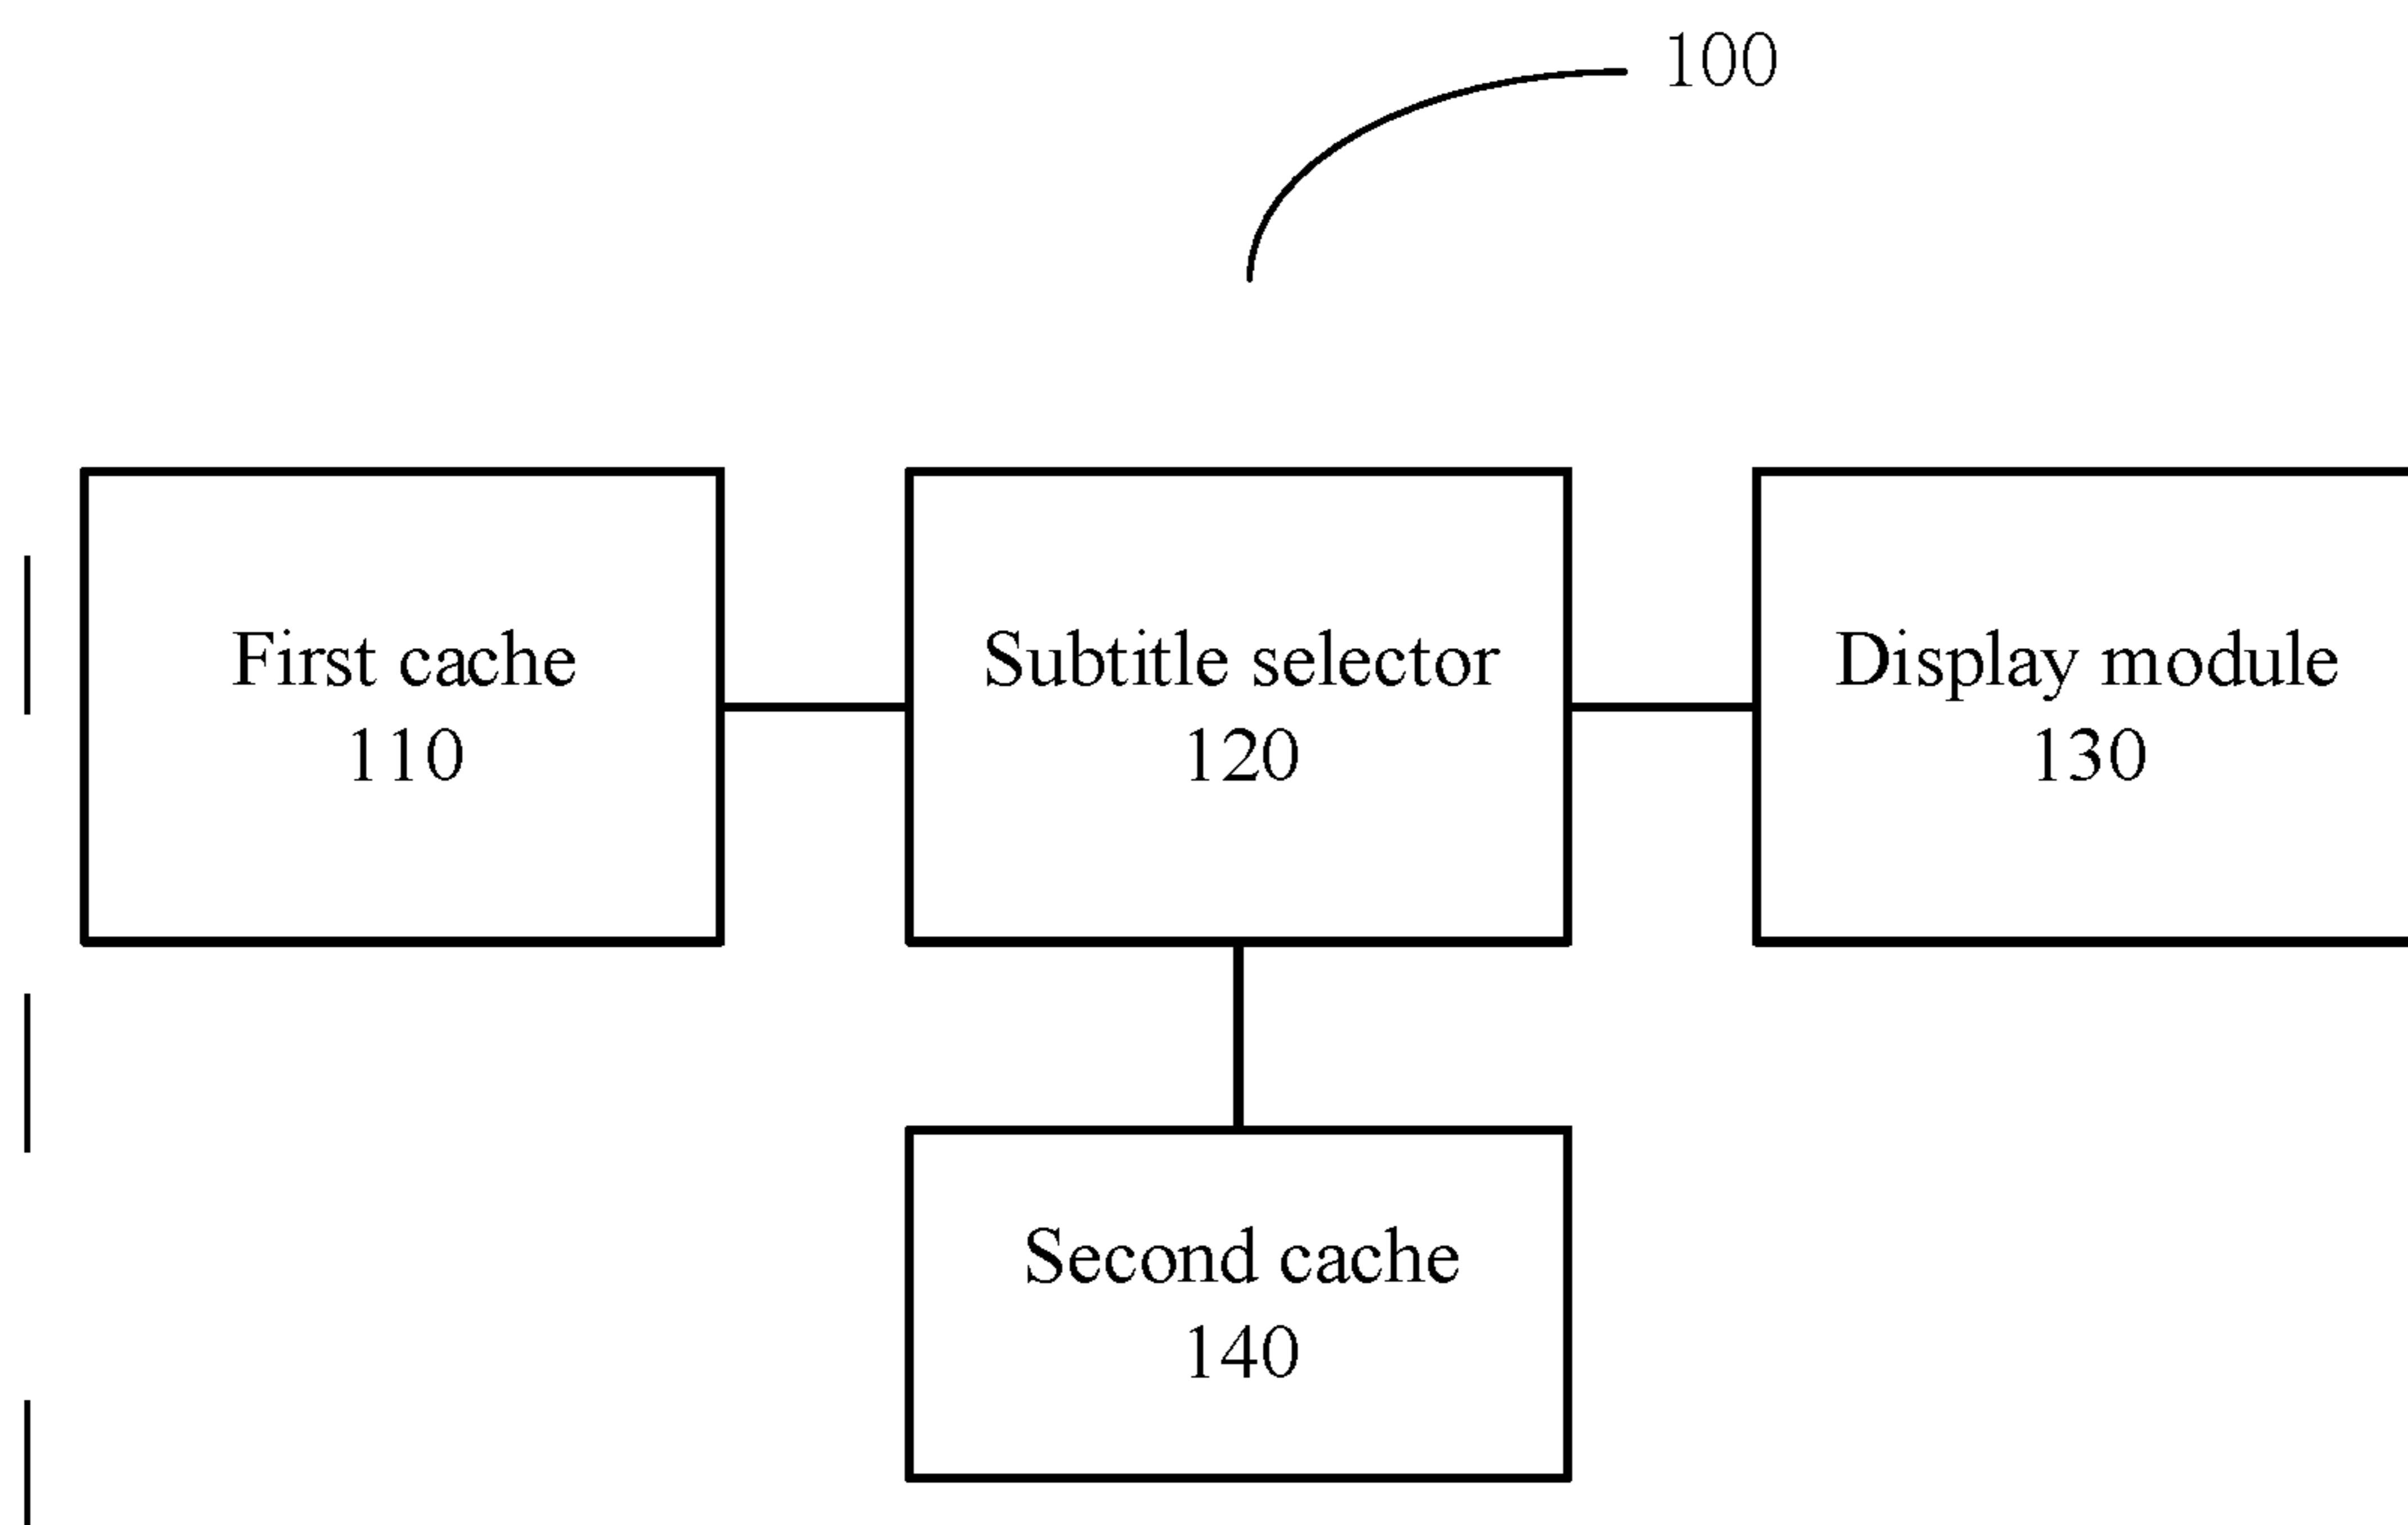 100
First cache
110
Subtitle selector
120
Display module
130
Second cache
140